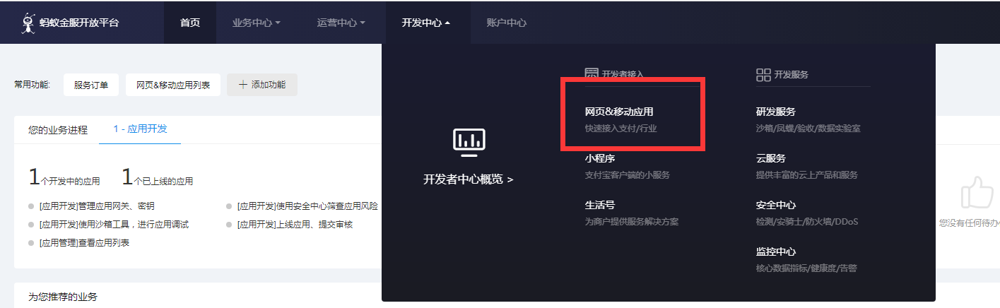 蚂蚁金服开放平台 首页 业务中心 运营中心 开发中心 账户中心
常用功能: 服务订单 网页&移动应用列表 + 添加功能
您的业务进程 1 - 应用开发
1个开发中的应用 1个已上线的应用
[应用开发]管理应用网关、密钥 [应用开发]使用安全中心筛查应用风险
[应用开发]使用沙箱工具，进行应用调试 [应用开发]上线应用、提交审核
[应用管理]查看应用列表
为您推荐的业务
开发者中心概览 >
开发者接入
网页&移动应用
快速接入支付/行业
小程序
支付宝客户端的小服务
生活号
为商户提供服务解决方案
开发服务
研发服务
沙箱/凤蝶/验收/数据实验室
云服务
提供丰富的云上产品和服务
安全中心
检测/安骑士/防火墙/DDoS
监控中心
核心数据指标/健康度/告警
您没有任何待办